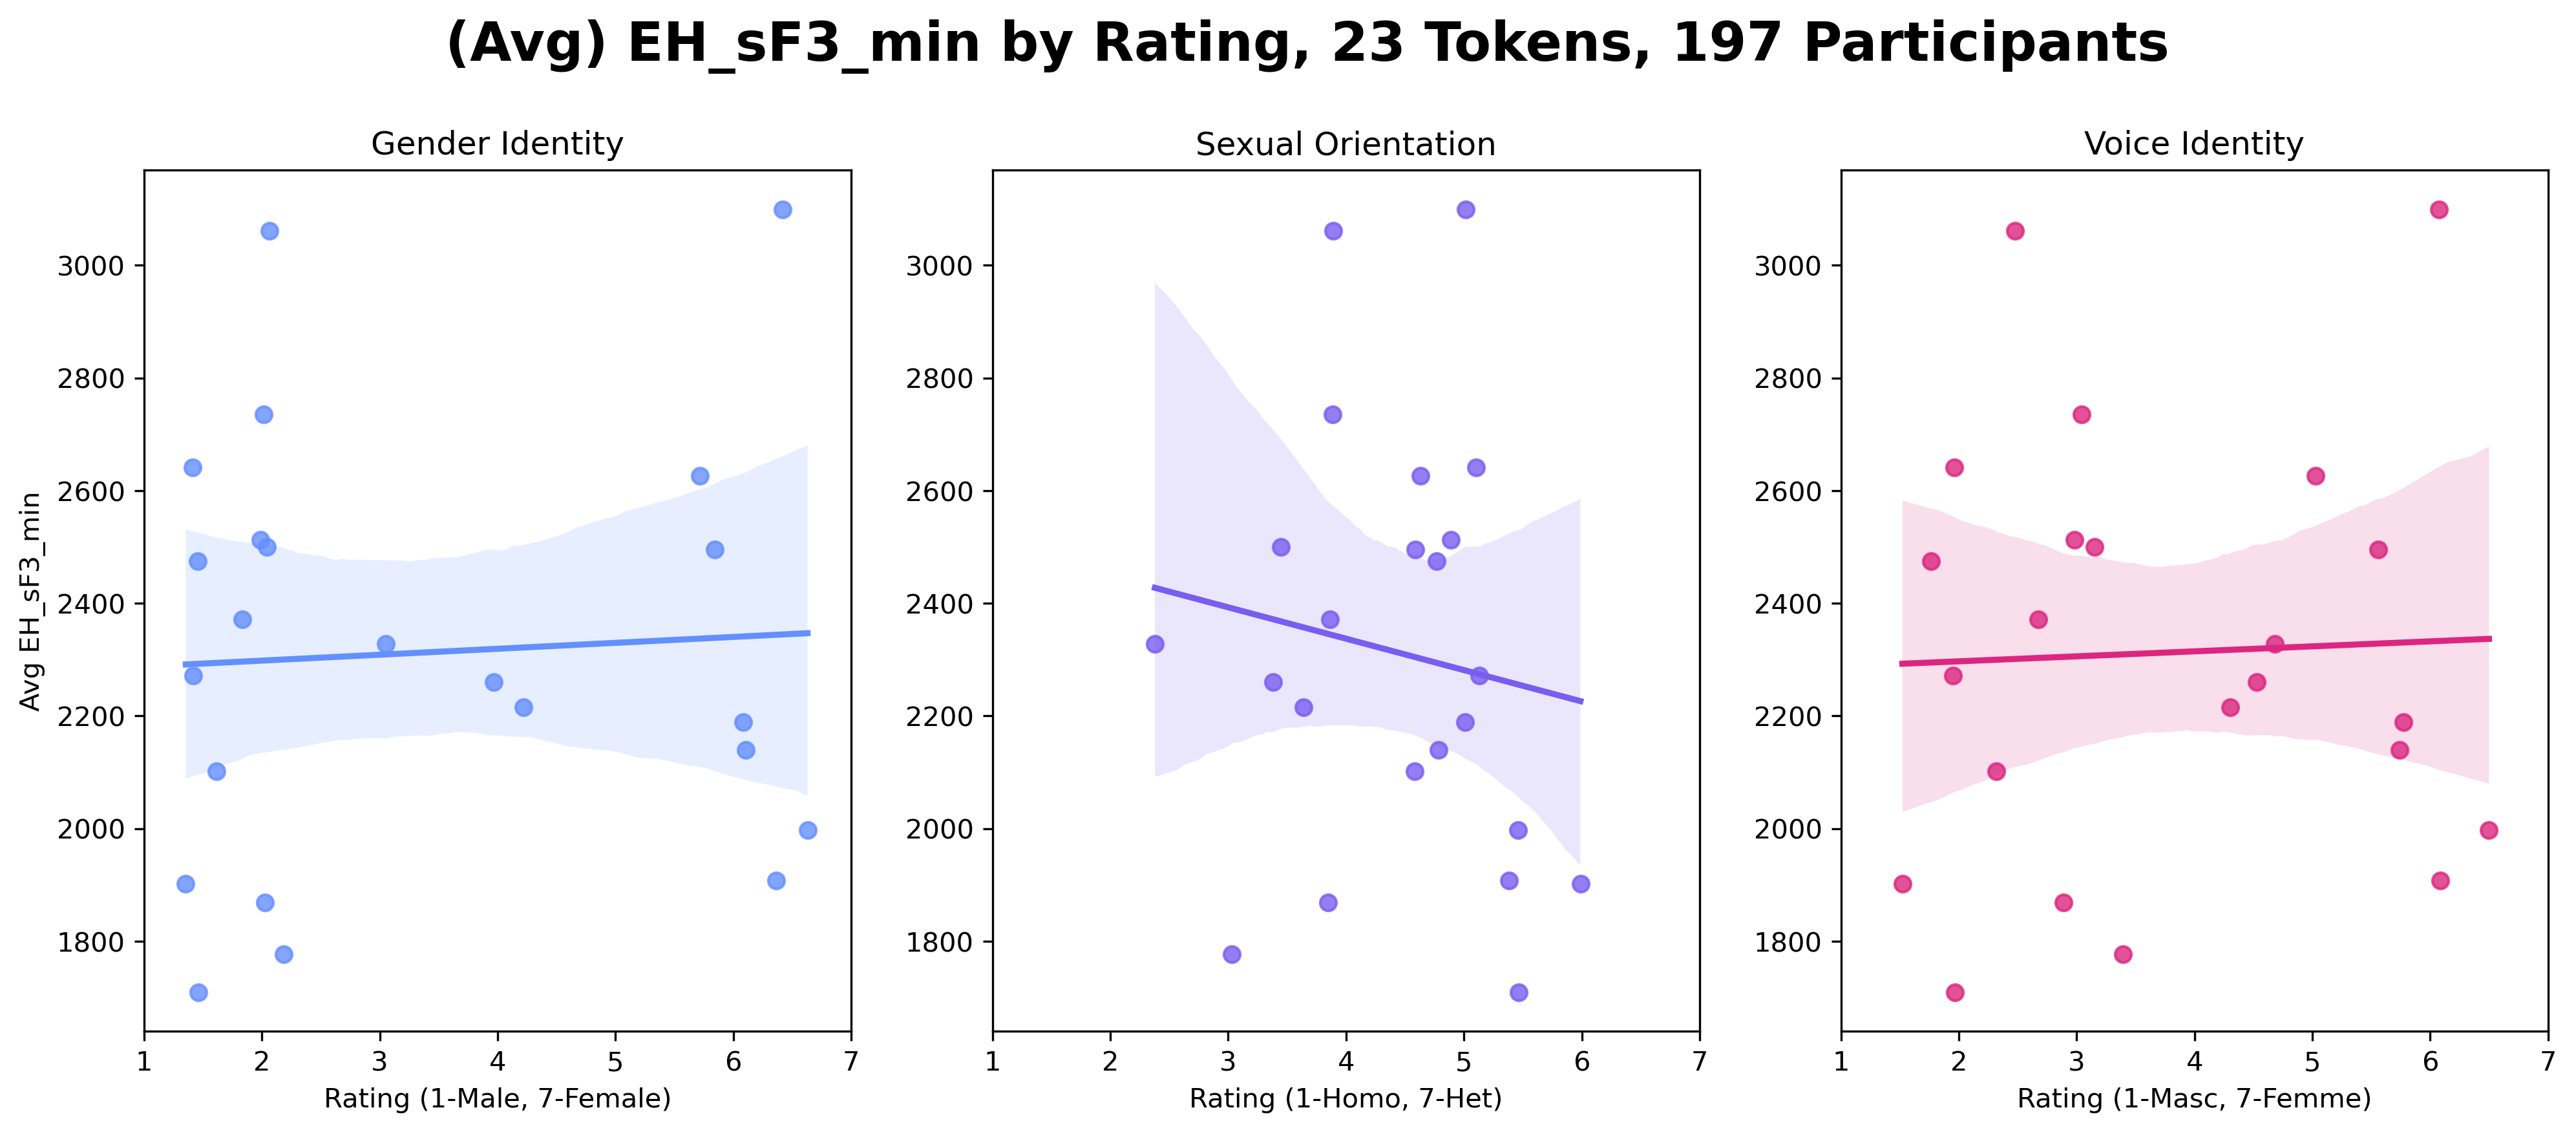 (Avg) EH_sF3_min by Rating, 23 Tokens, 197 Participants
Gender Identity
Sexual Orientation
Voice Identity
Avg EH_sF3_min
3000
2800
2600
2400
2200
2000
1800
1 2 3 4 5 6 7
Rating (1-Male, 7-Female)
3000
2800
2600
2400
2200
2000
1800
1 2 3 4 5 6 7
Rating (1-Homo, 7-Het)
3000
2800
2600
2400
2200
2000
1800
1 2 3 4 5 6 7
Rating (1-Masc, 7-Femme)